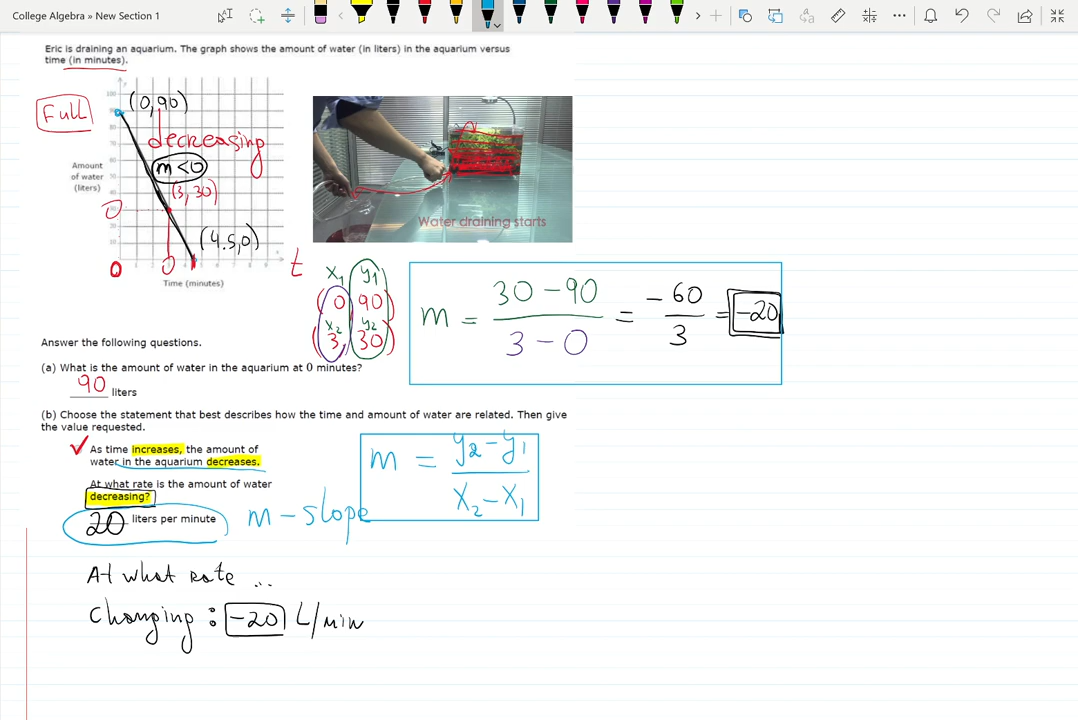 College Algebra » New Section 1
Eric is draining an aquarium. The graph shows the amount of water (in liters) in the aquarium versus
time (in minutes).
Full
(0,90)
decreasing
m<0
(3, 30)
(4.5,0)
Amount
of water
(liters)
Time (minutes)
t
Water draining starts
x1 y1
(0 90)
x2 y2
(3, 30)
m = 30 - 90 / 3 - 0 = -60 / 3 = -20
Answer the following questions.
(a) What is the amount of water in the aquarium at 0 minutes?
90 liters
(b) Choose the statement that best describes how the time and amount of water are related. Then give
the value requested.
As time increases, the amount of
water in the aquarium decreases.
At what rate is the amount of water
decreasing?
20 liters per minute
m = y2 - y1 / x2 - x1
m - slope
At what rate ...
Changing : -20 L/min